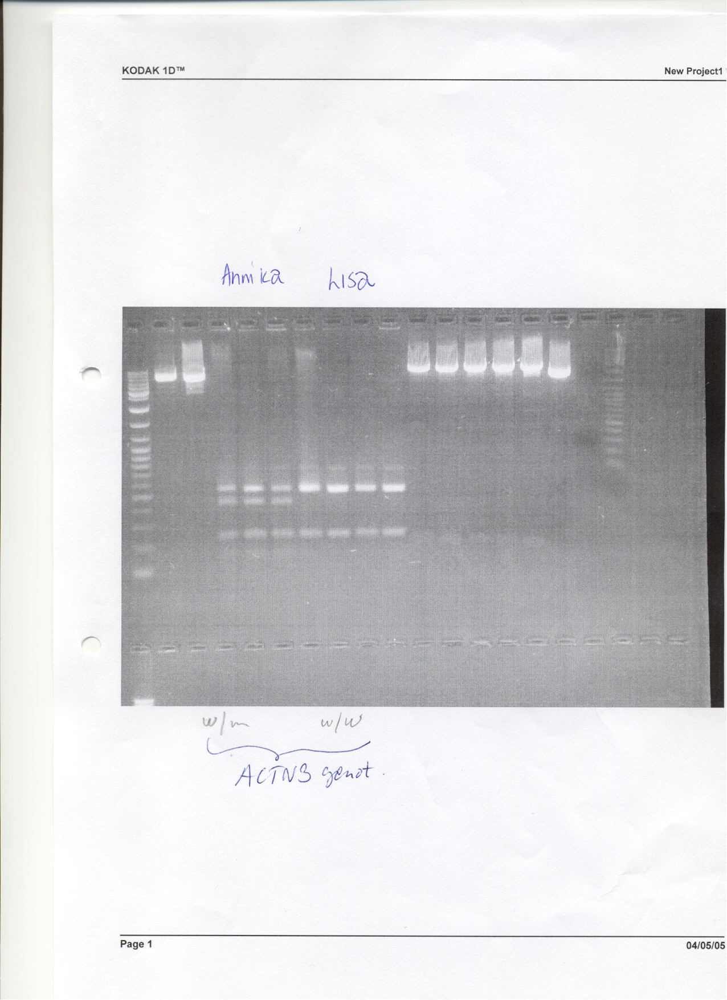 KODAK 1D™ New Project1
Annika Lisa
w/m w/w
ACTN3 genot.
Page 1 04/05/05